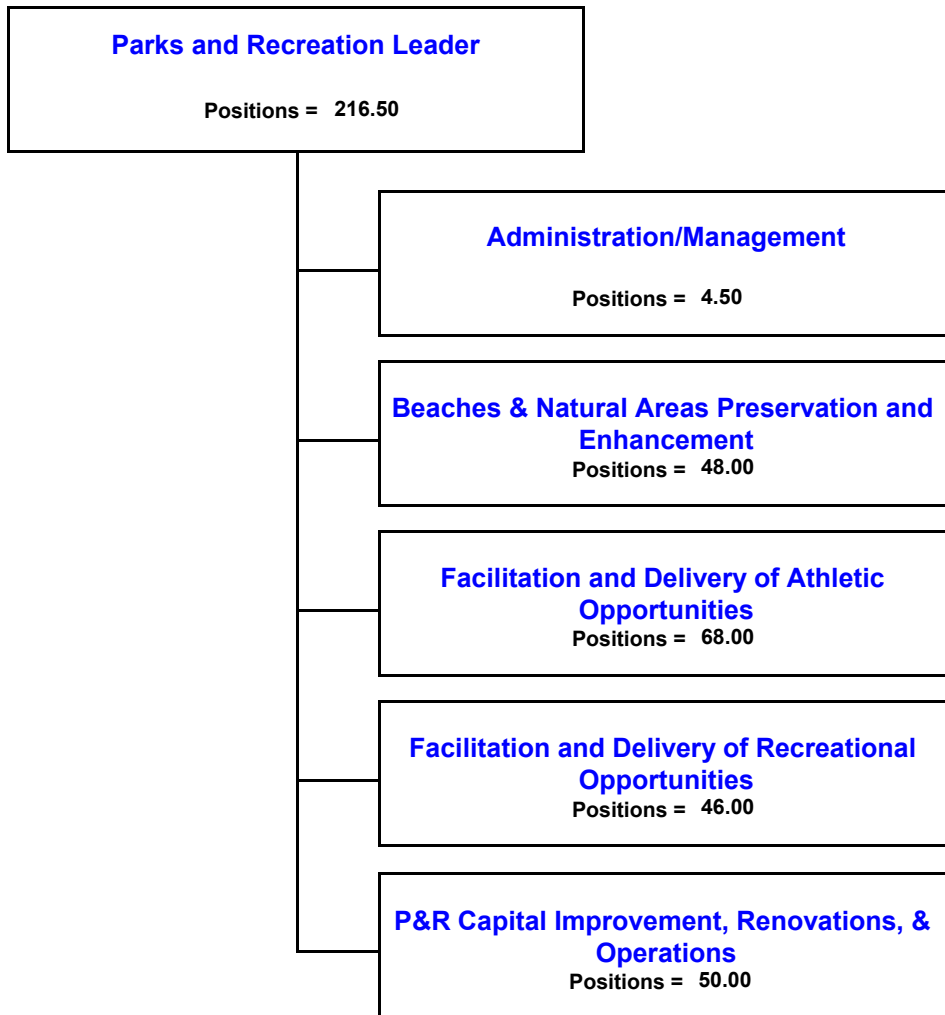 Parks and Recreation Leader
Positions = 216.50
Administration/Management
Positions = 4.50
Beaches & Natural Areas Preservation and
Enhancement
Positions = 48.00
Facilitation and Delivery of Athletic
Opportunities
Positions = 68.00
Facilitation and Delivery of Recreational
Opportunities
Positions = 46.00
P&R Capital Improvement, Renovations, &
Operations
Positions = 50.00